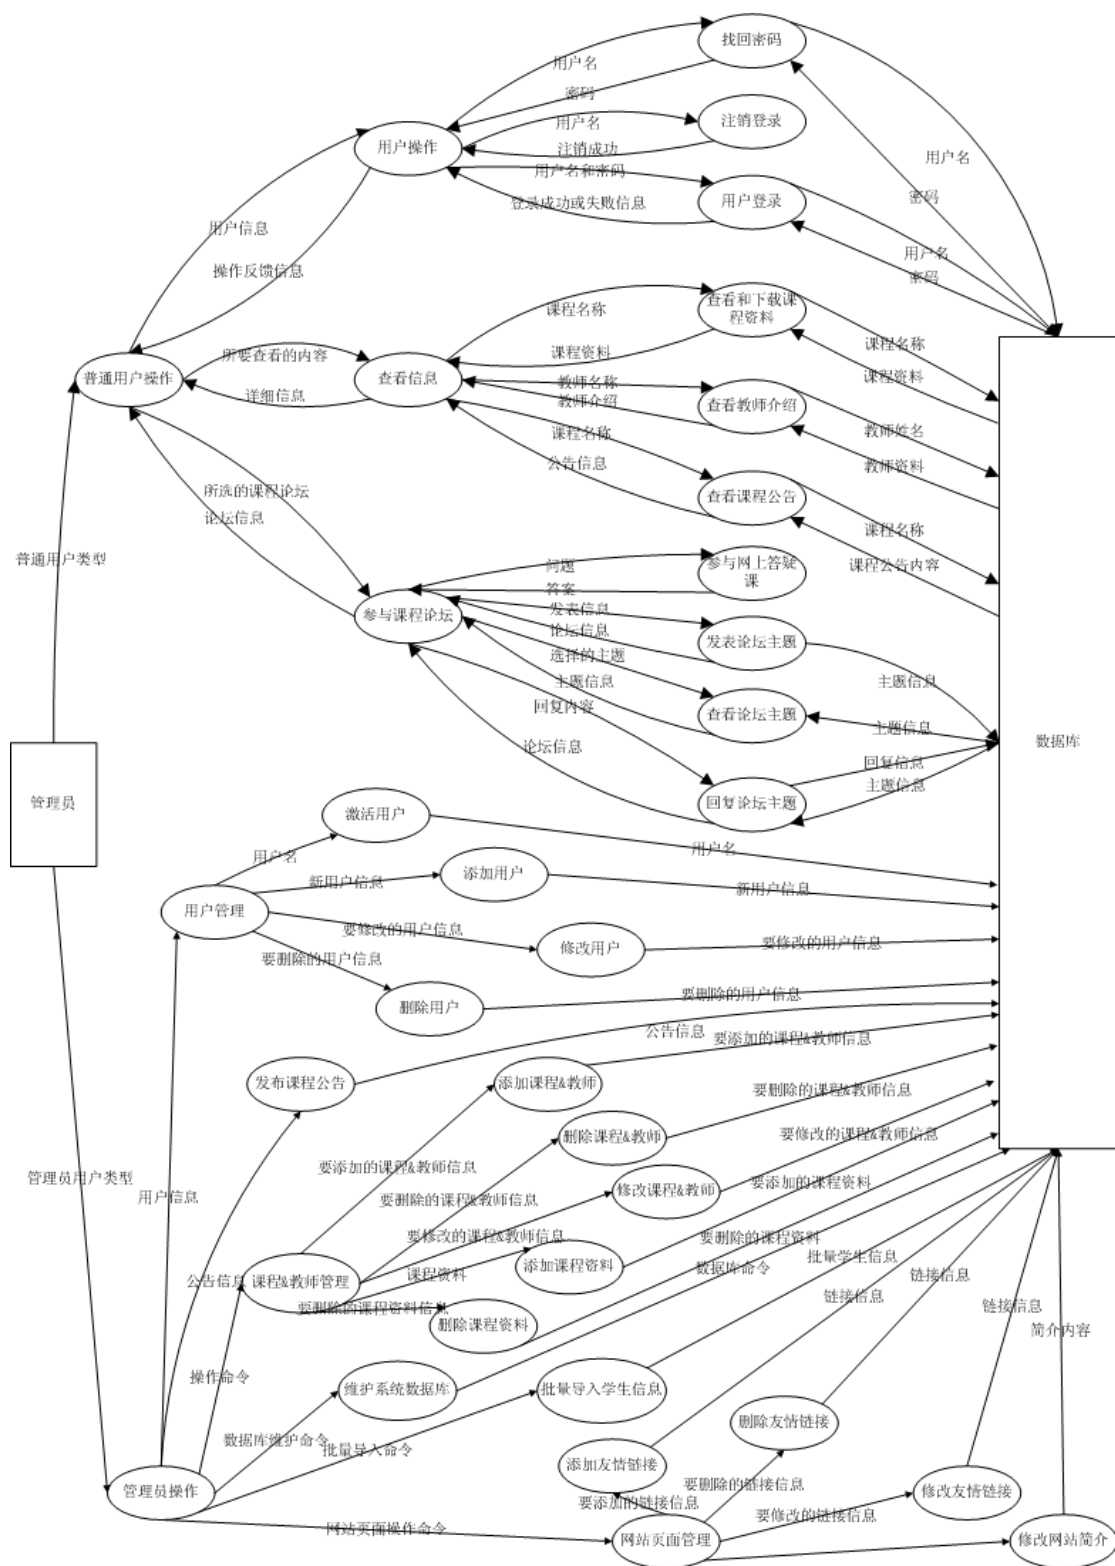 找回密码
用户名
密码
用户名
注销登录
用户操作
注销成功
用户名和密码
用户名
密码
登录成功或失败信息
用户登录
用户信息
操作反馈信息
用户名
密码
课程名称
查看和下载课
程资料
课程名称
所要查看的内容
课程资料
普通用户操作
查看信息
教师名称
课程资料
详细信息
教师介绍
查看教师介绍
课程名称
教师姓名
公告信息
教师资料
所选的课程论坛
查看课程公告
论坛信息
课程名称
普通用户类型
问题
参与网上答疑
课
课程公告内容
答案
参与课程论坛
发表信息
论坛信息
发表论坛主题
选择的主题
主题信息
主题信息
回复内容
查看论坛主题
主题信息
数据库
论坛信息
回复信息
主题信息
管理员
回复论坛主题
激活用户
用户名
用户名
添加用户
新用户信息
新用户信息
用户管理
要修改的用户信息
修改用户
要修改的用户信息
要删除的用户信息
删除用户
要删除的用户信息
公告信息
要添加的课程&教师信息
发布课程公告
添加课程&教师
要删除的课程&教师信息
删除课程&教师
要修改的课程&教师信息
要添加的课程&教师信息
管理员用户类型
用户信息
要删除的课程&教师信息
修改课程&教师
要添加的课程资料
要修改的课程&教师信息
要删除的课程资料
公告信息
课程&教师管理
课程资料
添加课程资料
数据库命令
批量学生信息
链接信息
链接信息
要删除的课程资料信息
删除课程资料
链接信息
简介内容
操作命令
维护系统数据库
批量导入学生信息
数据库维护命令
批量导入命令
删除友情链接
添加友情链接
管理员操作
要删除的链接信息
修改友情链接
要添加的链接信息
要修改的链接信息
网站页面操作命令
网站页面管理
修改网站简介